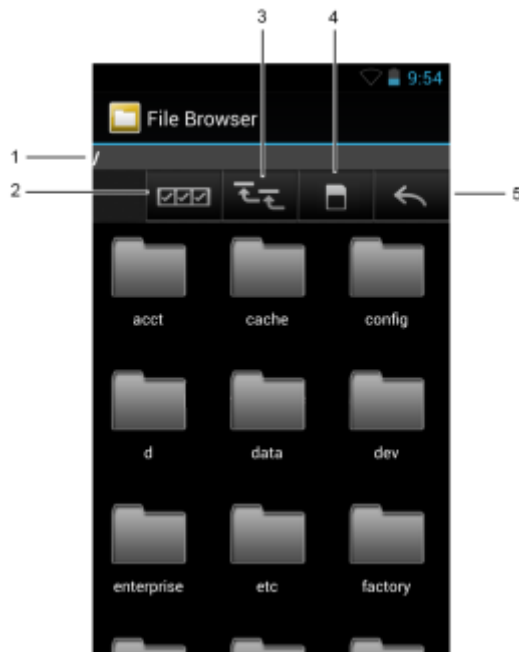 3 4
9:54
File Browser
1 /
2 5
acct cache config
d data dev
enterprise etc factory